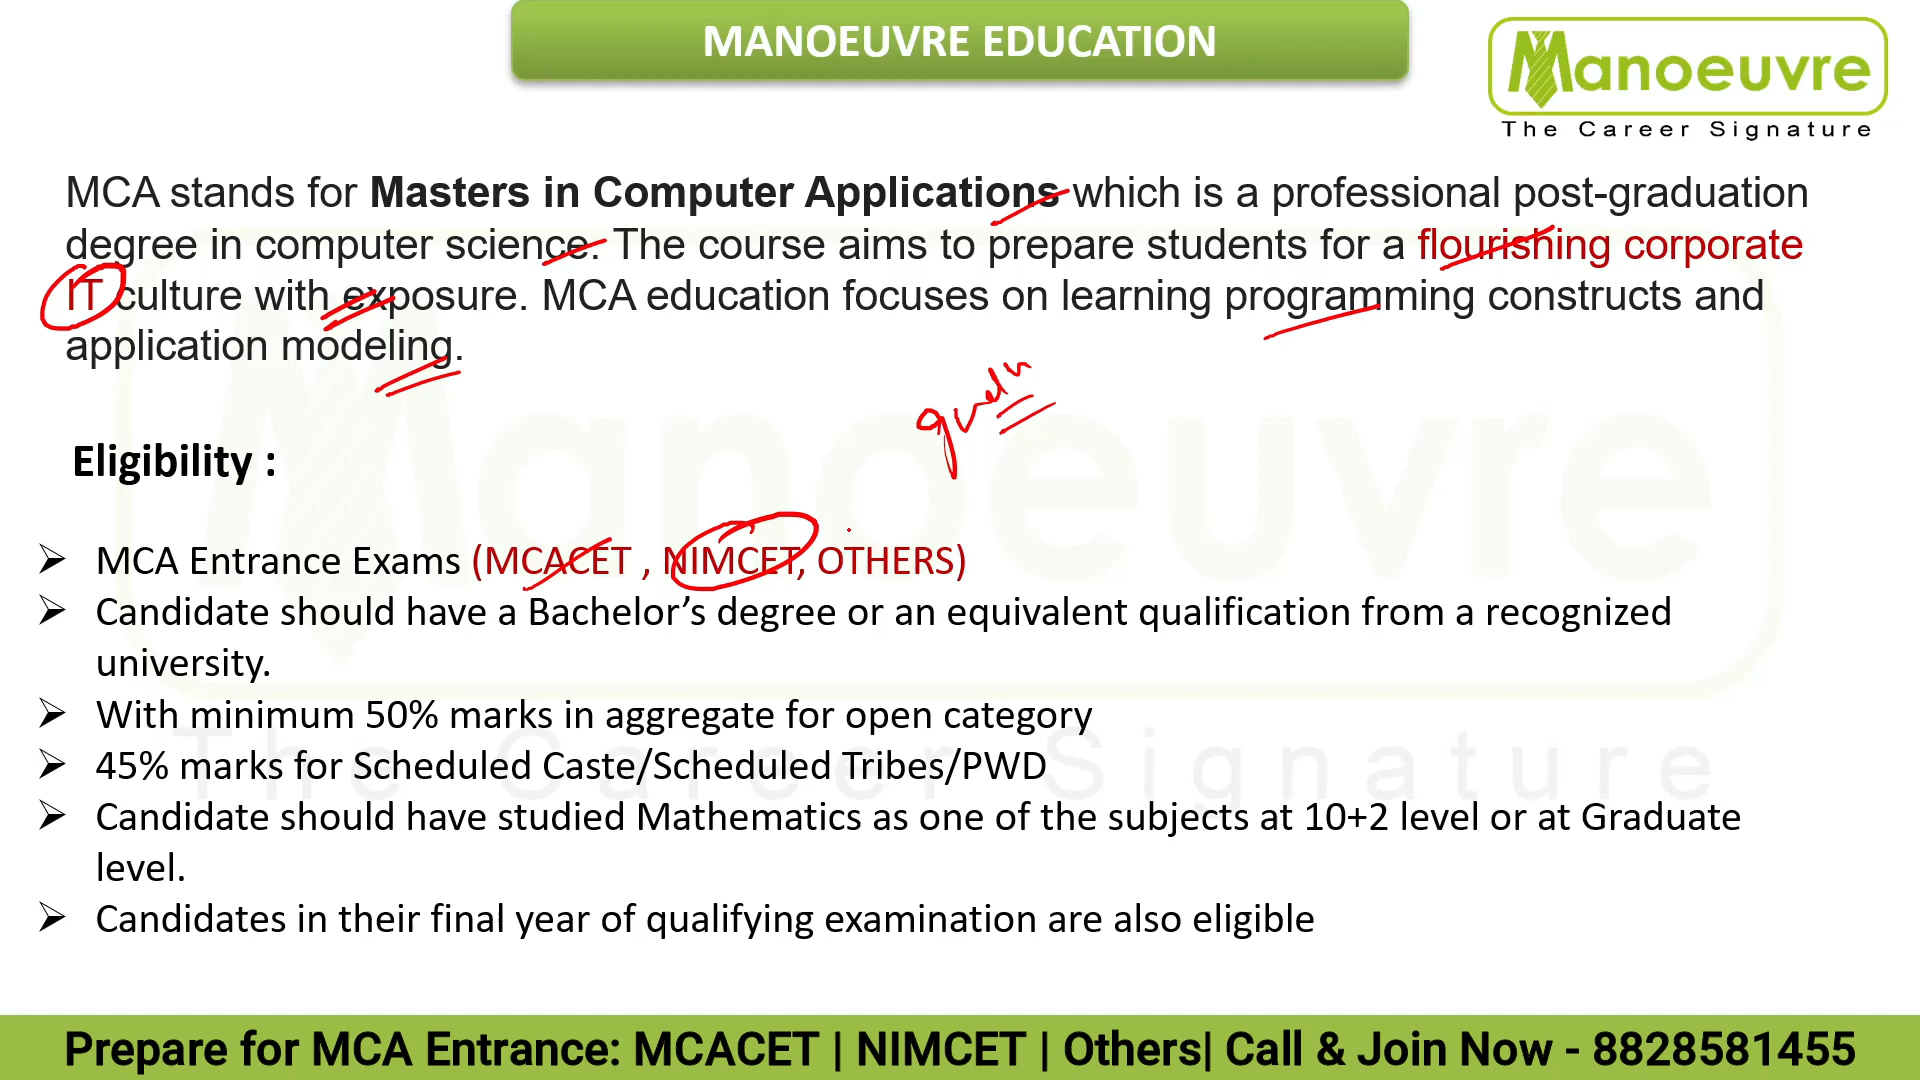 MANOEUVRE EDUCATION
Manoeuvre
The Career Signature
MCA stands for Masters in Computer Applications which is a professional post-graduation
degree in computer science. The course aims to prepare students for a flourishing corporate
IT culture with exposure. MCA education focuses on learning programming constructs and
application modeling.
Eligibility :
➢ MCA Entrance Exams (MCACET , NIMCET, OTHERS)
➢ Candidate should have a Bachelor’s degree or an equivalent qualification from a recognized
university.
➢ With minimum 50% marks in aggregate for open category
➢ 45% marks for Scheduled Caste/Scheduled Tribes/PWD
➢ Candidate should have studied Mathematics as one of the subjects at 10+2 level or at Graduate
level.
➢ Candidates in their final year of qualifying examination are also eligible
Manoeuvre
The Career Signature
Prepare for MCA Entrance: MCACET | NIMCET | Others| Call & Join Now - 8828581455